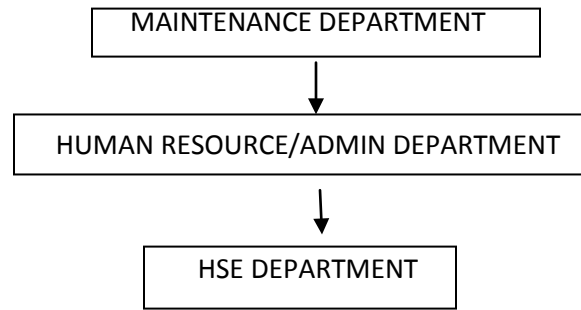 MAINTENANCE DEPARTMENT
HUMAN RESOURCE/ADMIN DEPARTMENT
HSE DEPARTMENT